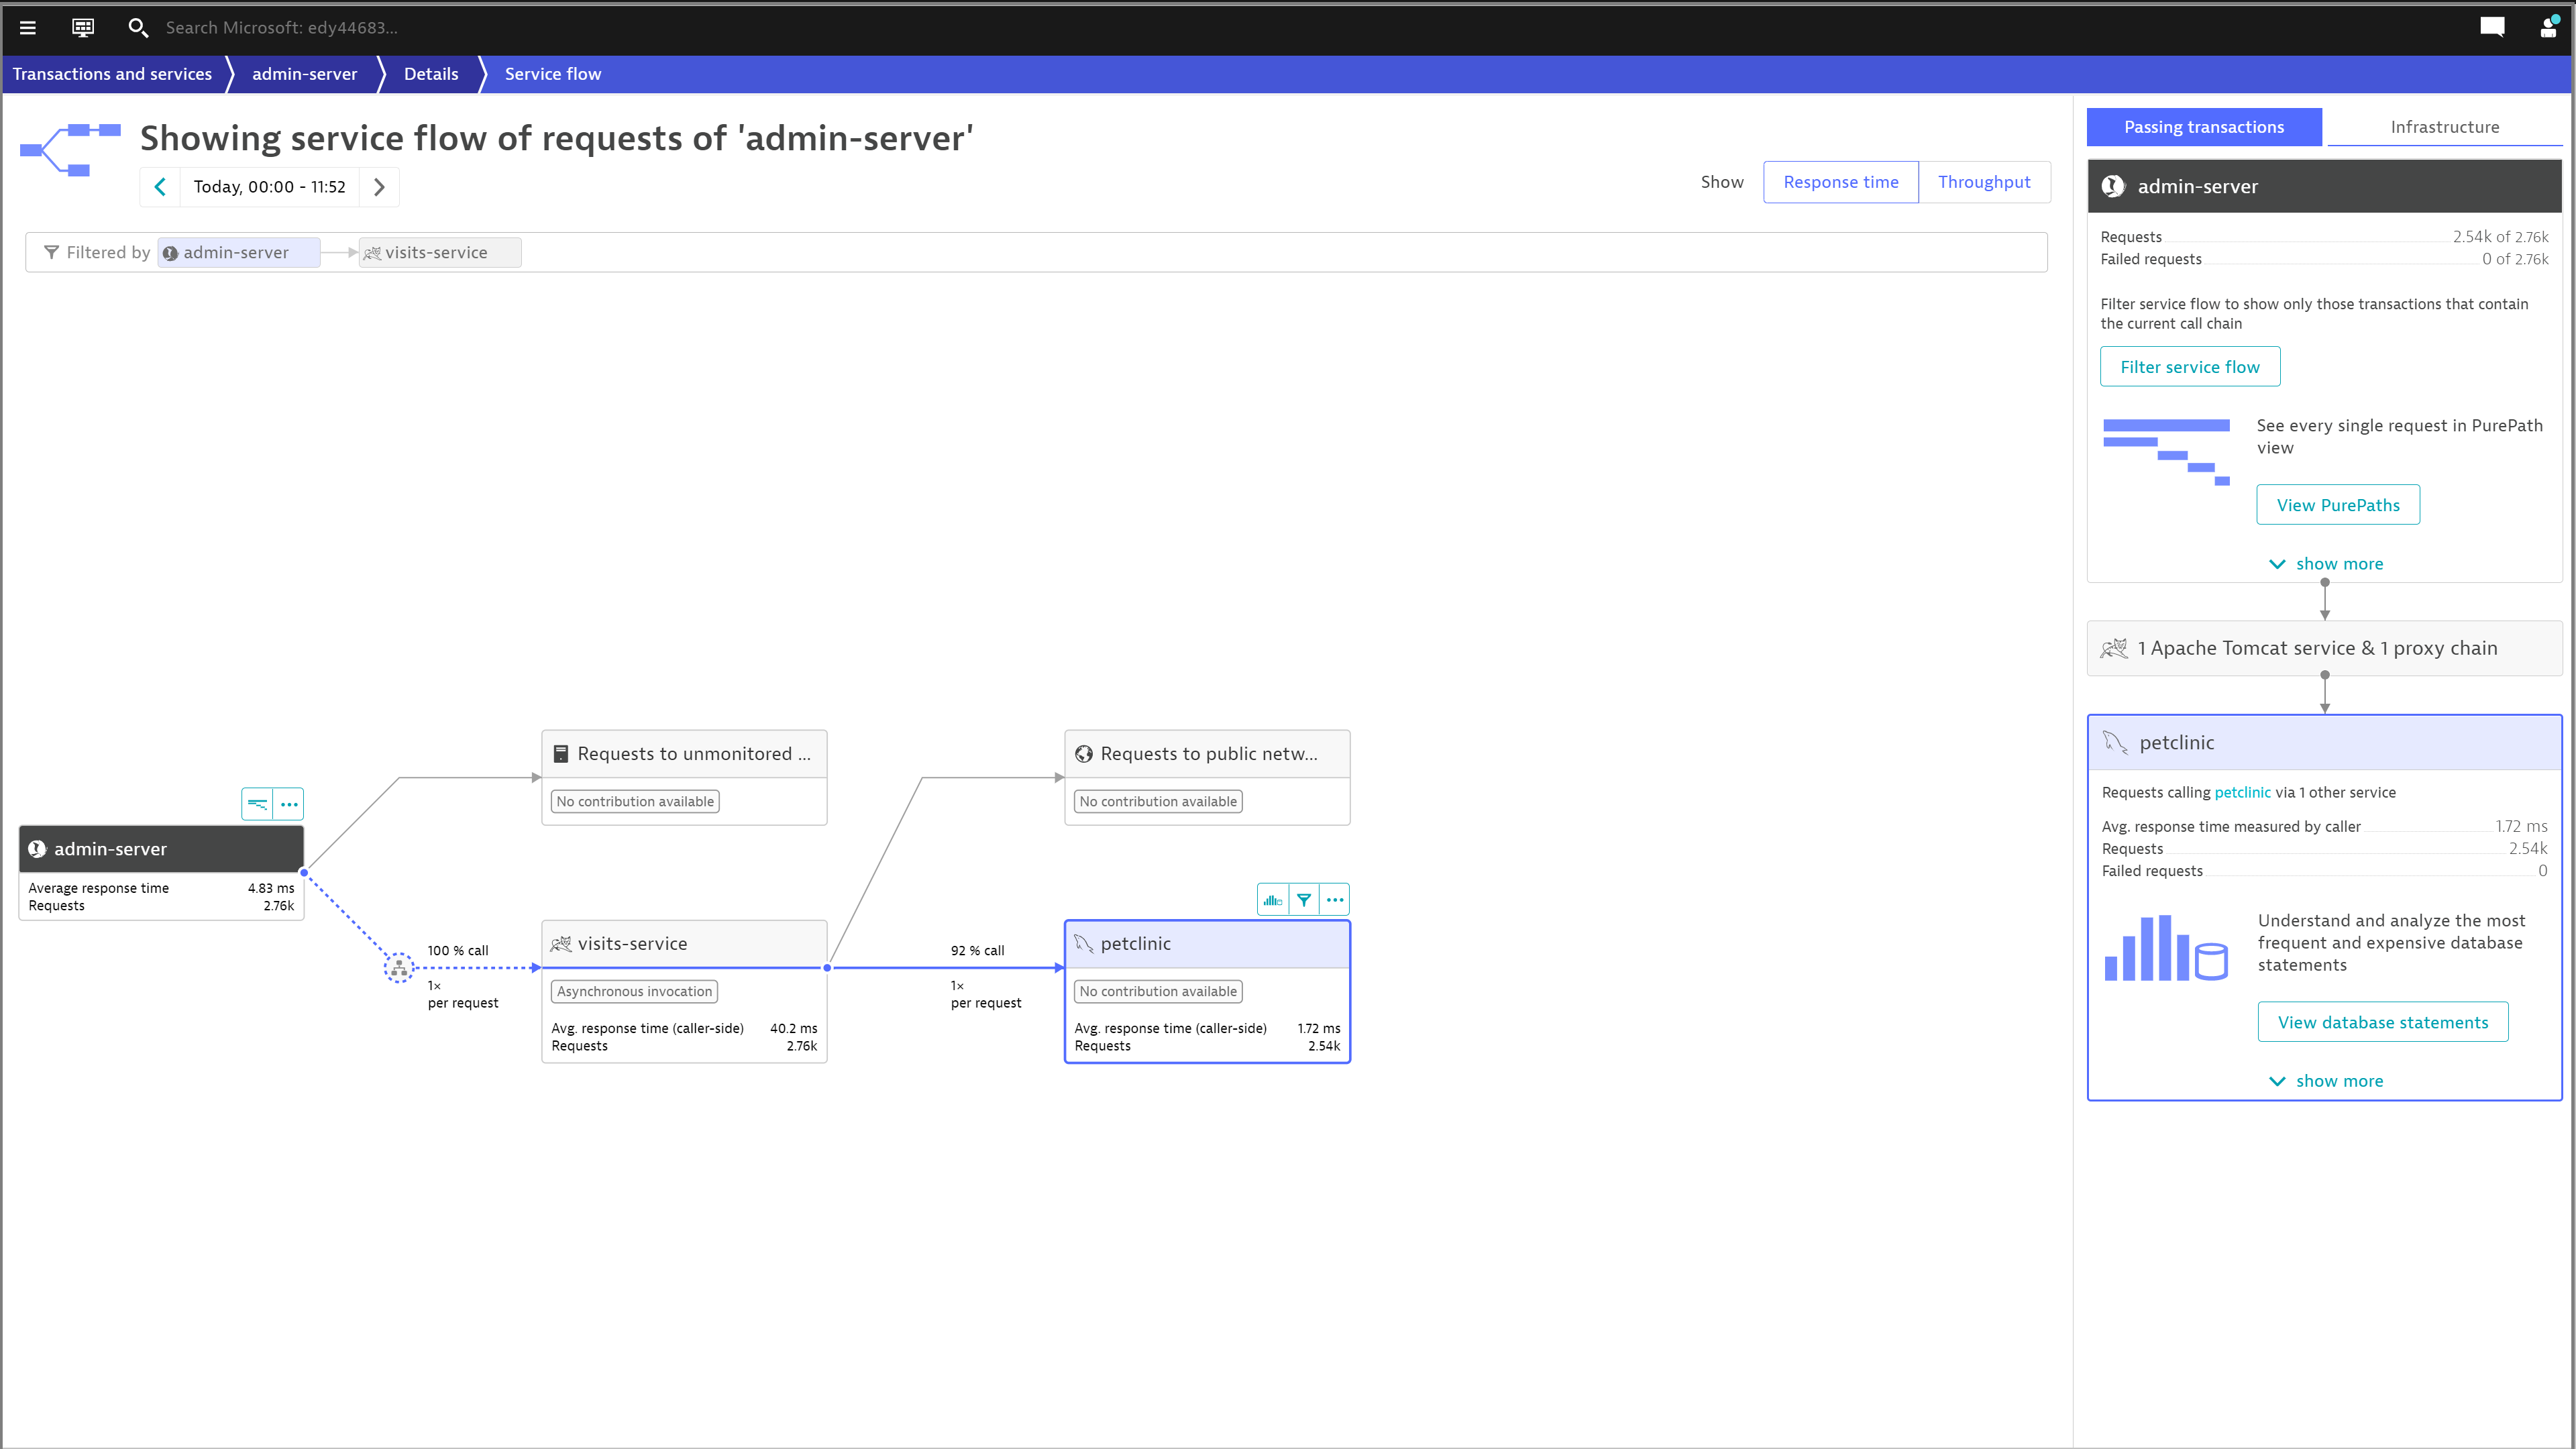 Search Microsoft: edy44683...
Transactions and services
admin-server
Details
Service flow
Showing service flow of requests of 'admin-server'
Today, 00:00 - 11:52
Show
Response time
Throughput
Filtered by
admin-server
visits-service
Requests to unmonitored ...
No contribution available
Requests to public netw...
No contribution available
admin-server
Average response time 4.83 ms
Requests 2.76k
100 % call
1×
per request
visits-service
Asynchronous invocation
Avg. response time (caller-side) 40.2 ms
Requests 2.76k
92 % call
1×
per request
petclinic
No contribution available
Avg. response time (caller-side) 1.72 ms
Requests 2.54k
Passing transactions
Infrastructure
admin-server
Requests 2.54k of 2.76k
Failed requests 0 of 2.76k
Filter service flow to show only those transactions that contain
the current call chain
Filter service flow
See every single request in PurePath
view
View PurePaths
show more
1 Apache Tomcat service & 1 proxy chain
petclinic
Requests calling petclinic via 1 other service
Avg. response time measured by caller 1.72 ms
Requests 2.54k
Failed requests 0
Understand and analyze the most
frequent and expensive database
statements
View database statements
show more